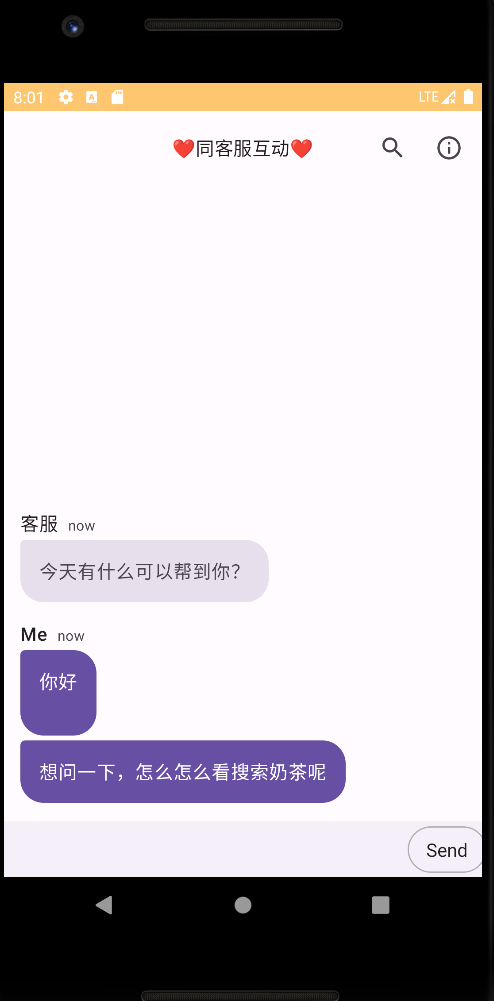 8:01 LTE
❤️同客服互动❤️
客服 now
今天有什么可以帮到你？
Me now
你好
想问一下，怎么怎么看搜索奶茶呢
Send